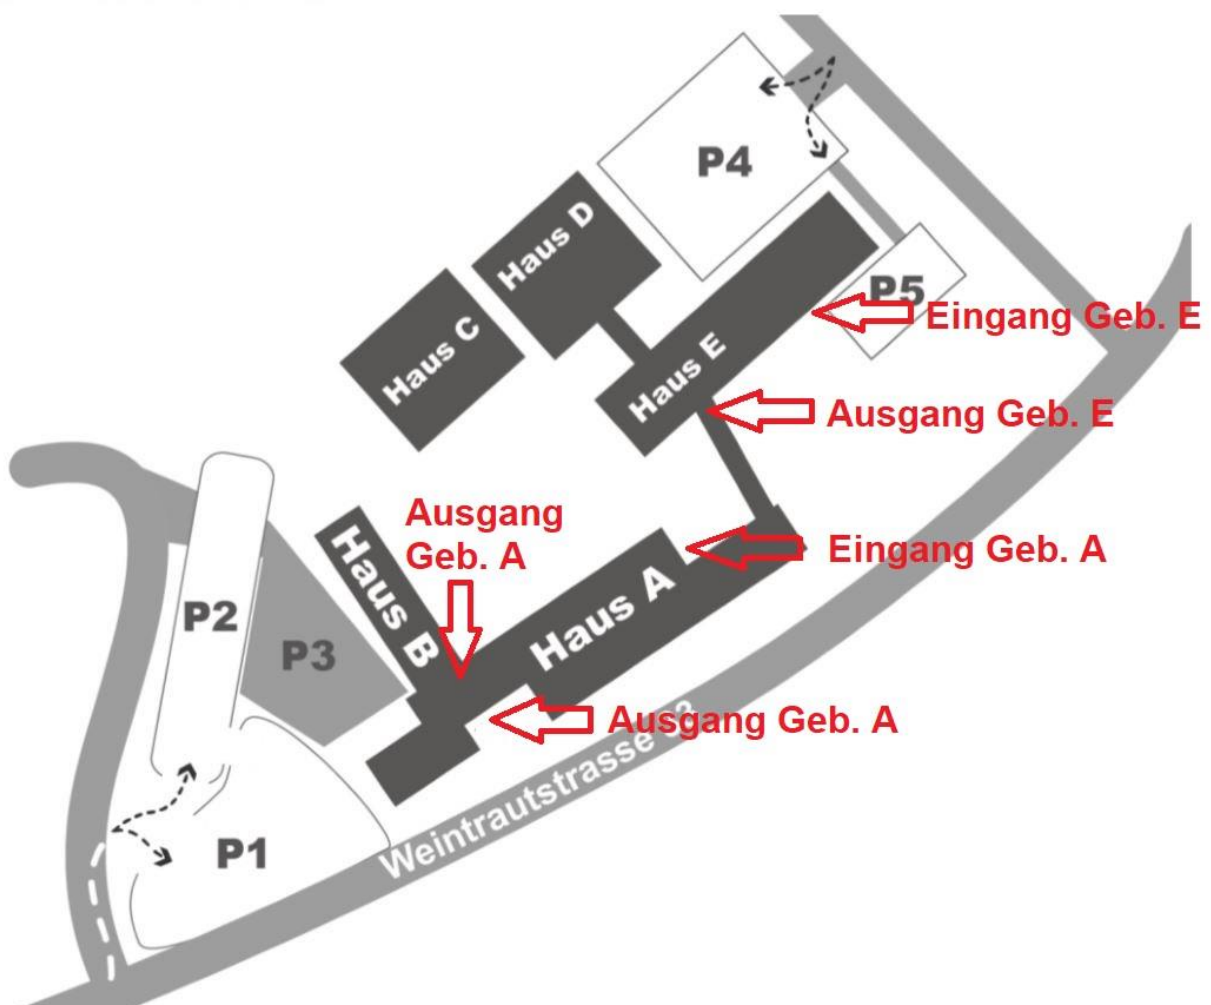 P4
Haus D
P5
Eingang Geb. E
Haus C
Haus E
Ausgang Geb. E
Ausgang
Geb. A
Eingang Geb. A
Haus B
Haus A
P2
P3
Ausgang Geb. A
Weintrautstrasse
P1